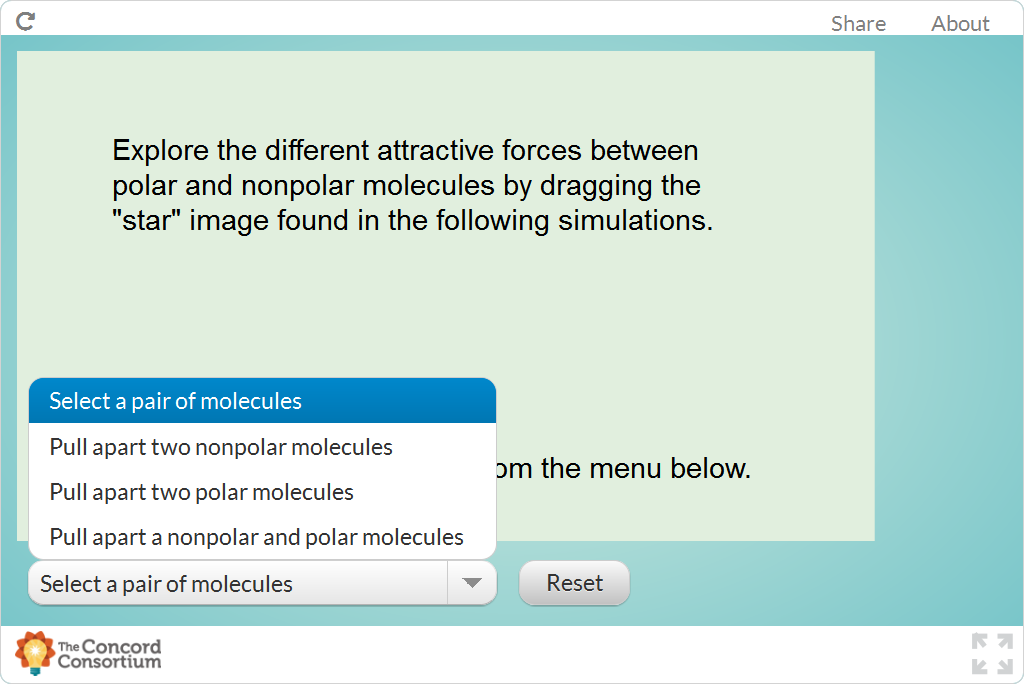 Share About
Explore the different attractive forces between
polar and nonpolar molecules by dragging the
"star" image found in the following simulations.
Select a pair of molecules
Pull apart two nonpolar molecules
om the menu below.
Pull apart two polar molecules
Pull apart a nonpolar and polar molecules
Select a pair of molecules
Reset
The Concord
Consortium